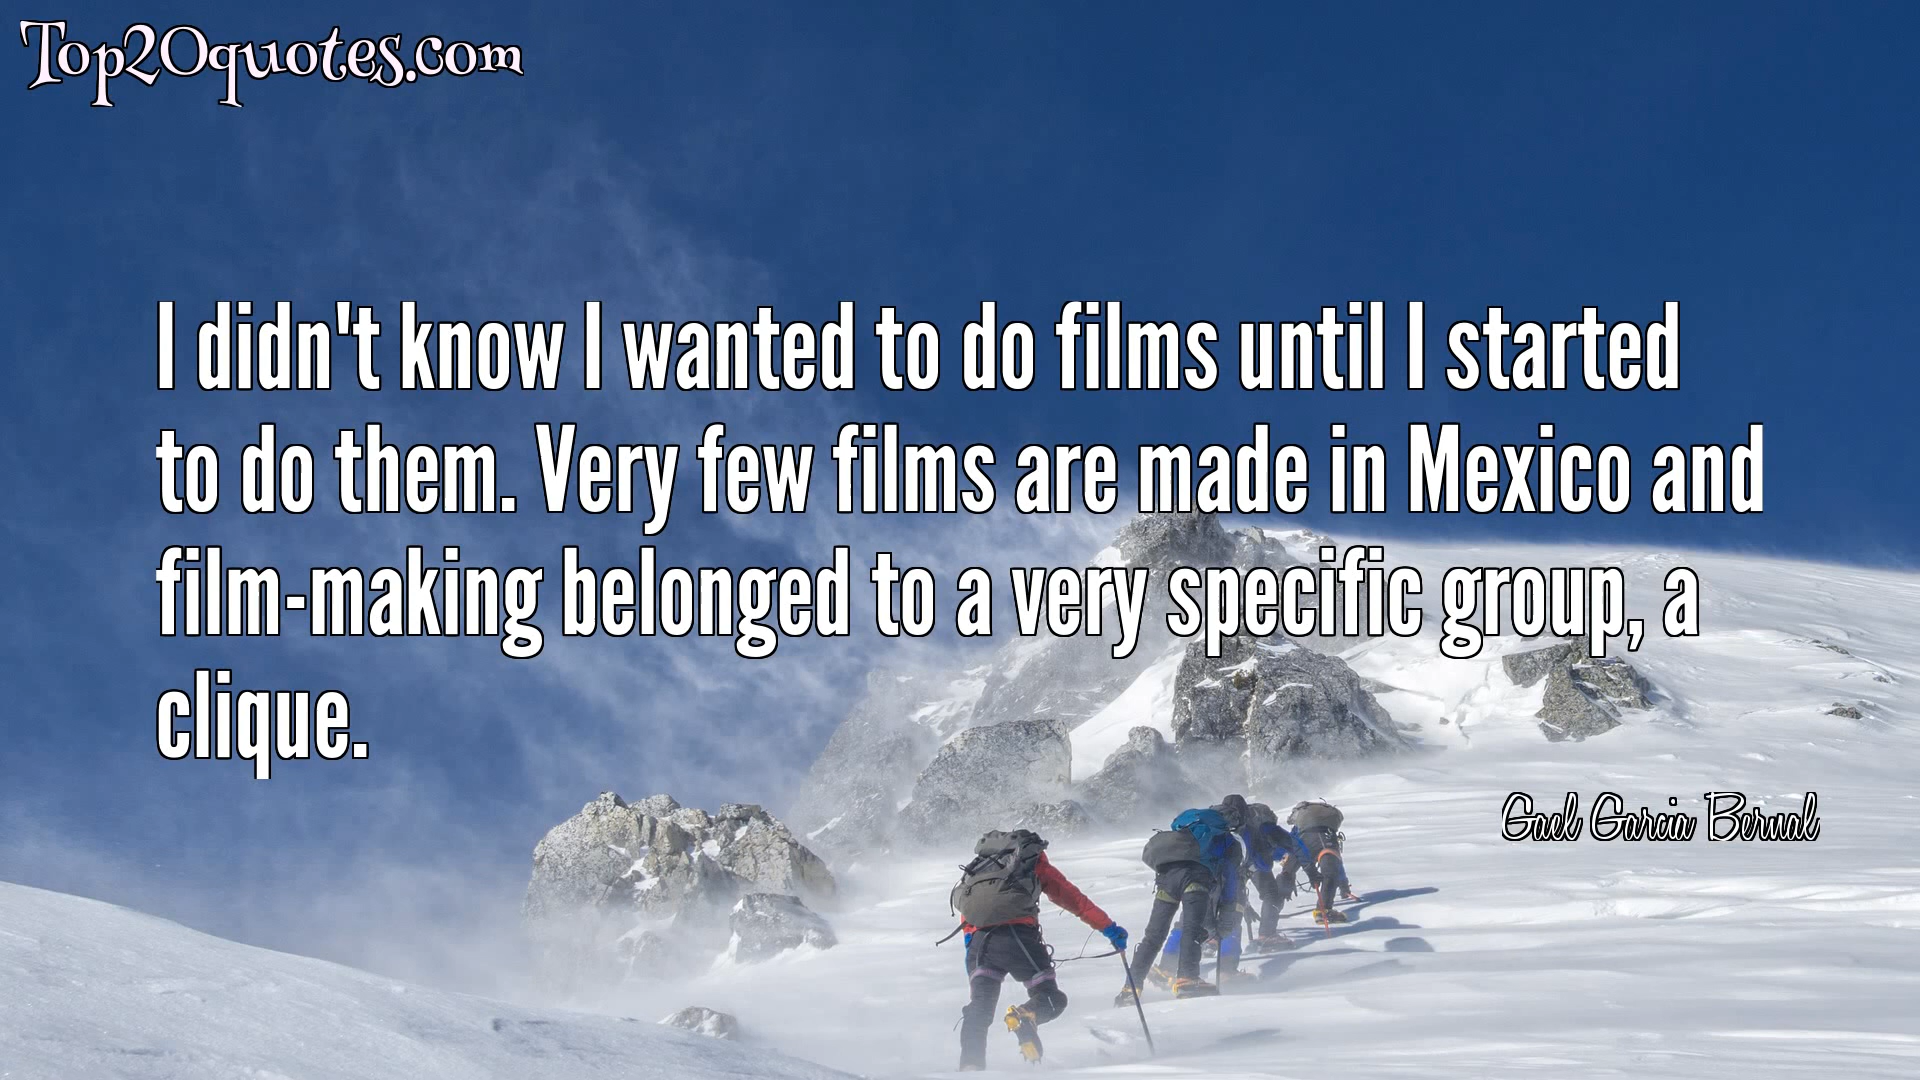 Top20quotes.com
I didn't know I wanted to do films until I started
to do them. Very few films are made in Mexico and
film-making belonged to a very specific group, a
clique.
Gael Garcia Bernal